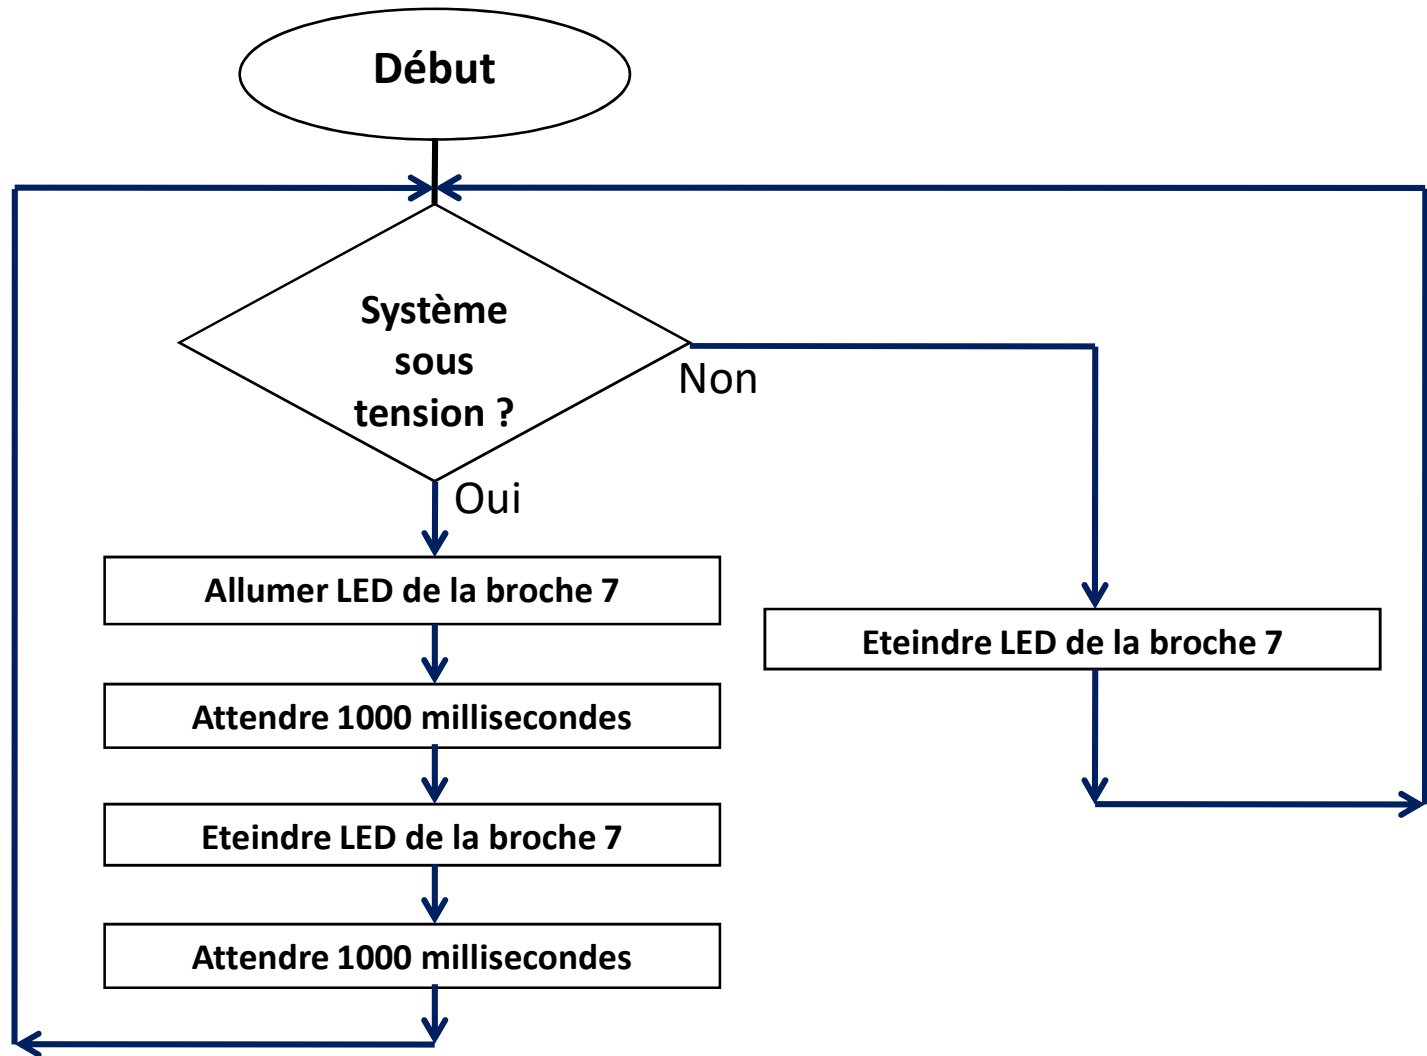 Début
Système
sous
tension ?
Non
Oui
Allumer LED de la broche 7
Eteindre LED de la broche 7
Attendre 1000 millisecondes
Eteindre LED de la broche 7
Attendre 1000 millisecondes